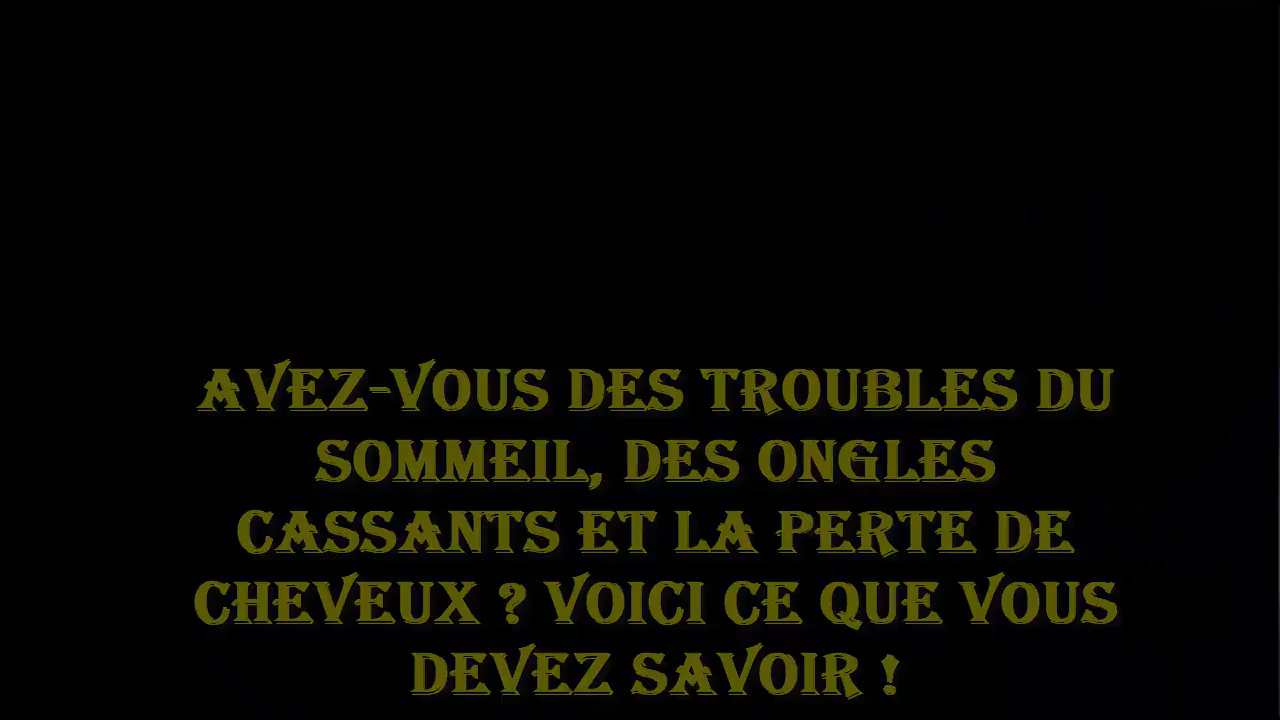 AVEZ-VOUS DES TROUBLES DU
SOMMEIL, DES ONGLES
CASSANTS ET LA PERTE DE
CHEVEUX ? VOICI CE QUE VOUS
DEVEZ SAVOIR !